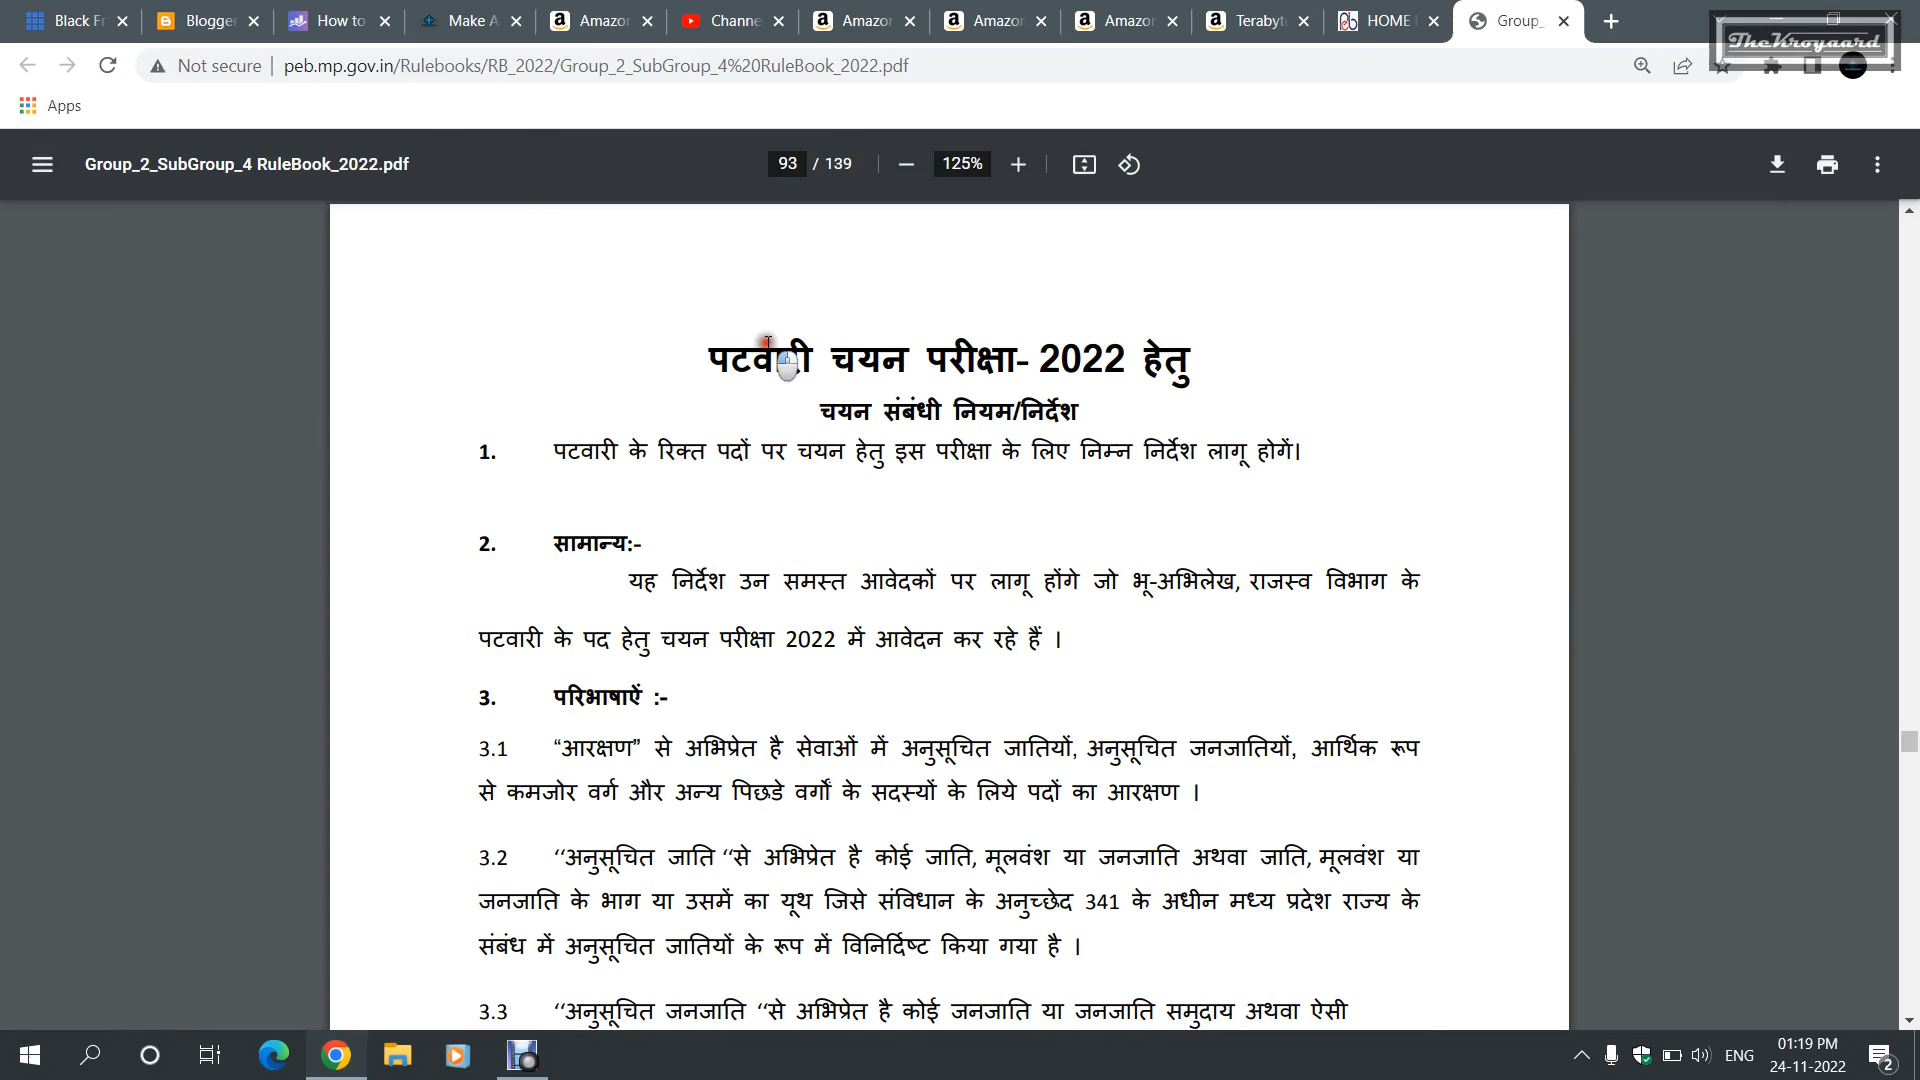 Black Fr
Blogger
How to
Make A
Amazon
Channe
Amazon
Amazon
Amazon
Terabyte
HOME
Group_
TheKroyaard
Not secure
peb.mp.gov.in/Rulebooks/RB_2022/Group_2_SubGroup_4%20RuleBook_2022.pdf
Apps
Group_2_SubGroup_4 RuleBook_2022.pdf
93 / 139
125%
पटवारी चयन परीक्षा- 2022 हेतु
चयन संबंधी नियम/निर्देश
1. पटवारी के रिक्त पदों पर चयन हेतु इस परीक्षा के लिए निम्न निर्देश लागू होगें।
2. सामान्य:-
यह निर्देश उन समस्त आवेदकों पर लागू होंगे जो भू-अभिलेख, राजस्व विभाग के
पटवारी के पद हेतु चयन परीक्षा 2022 में आवेदन कर रहे हैं ।
3. परिभाषाऐं :-
3.1 “आरक्षण” से अभिप्रेत है सेवाओं में अनुसूचित जातियों, अनुसूचित जनजातियों, आर्थिक रूप
से कमजोर वर्ग और अन्य पिछडे वर्गों के सदस्यों के लिये पदों का आरक्षण ।
3.2 ‘‘अनुसूचित जाति ‘‘से अभिप्रेत है कोई जाति, मूलवंश या जनजाति अथवा जाति, मूलवंश या
जनजाति के भाग या उसमें का यूथ जिसे संविधान के अनुच्छेद 341 के अधीन मध्य प्रदेश राज्य के
संबंध में अनुसूचित जातियों के रूप में विनिर्दिष्ट किया गया है ।
3.3 ‘‘अनुसूचित जनजाति ‘‘से अभिप्रेत है कोई जनजाति या जनजाति समुदाय अथवा ऐसी
ENG
01:19 PM
24-11-2022
2